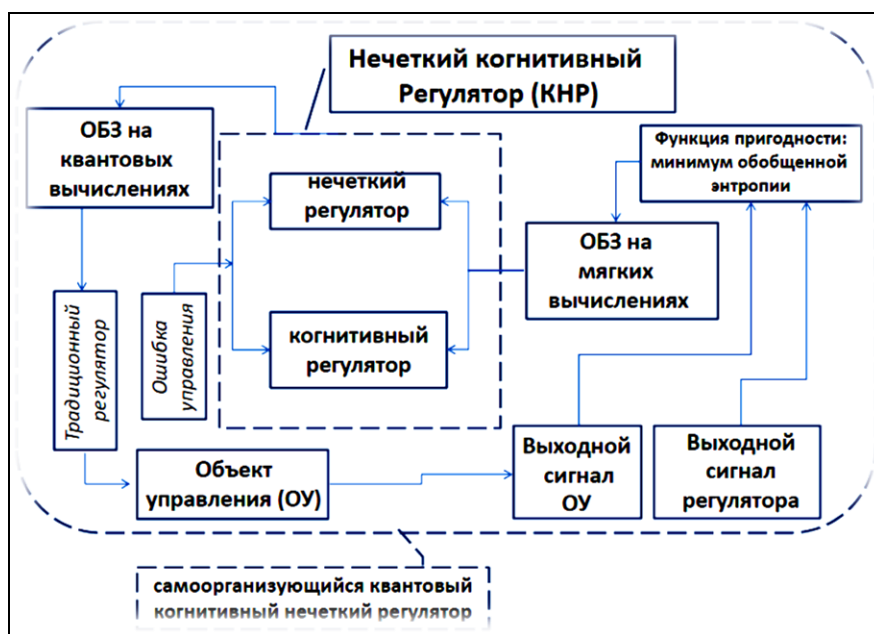 Нечеткий когнитивный
Регулятор (КНР)
ОБЗ на
квантовых
вычислениях
Функция пригодности:
минимум обобщенной
энтропии
нечеткий
регулятор
ОБЗ на
мягких
вычислениях
Традиционный
регулятор
Ошибка
управления
когнитивный
регулятор
Объект
управления (ОУ)
Выходной
сигнал
ОУ
Выходной
сигнал
регулятора
самоорганизующийся квантовый
когнитивный нечеткий регулятор